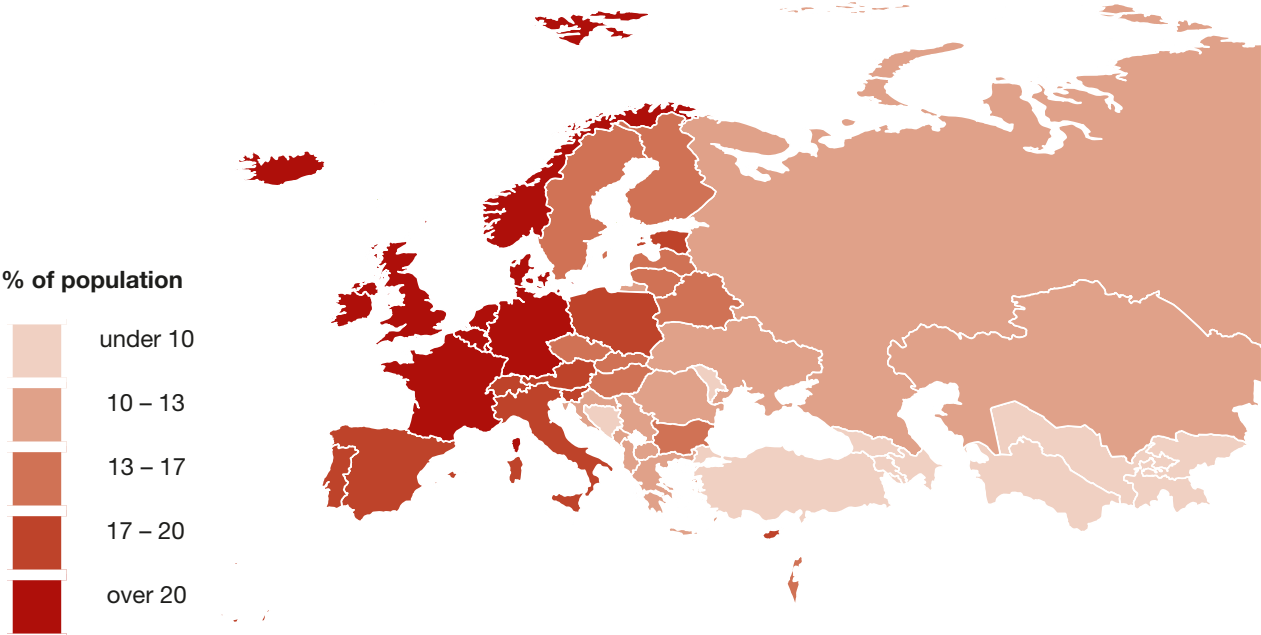 % of population
under 10
10 – 13
13 – 17
17 – 20
over 20